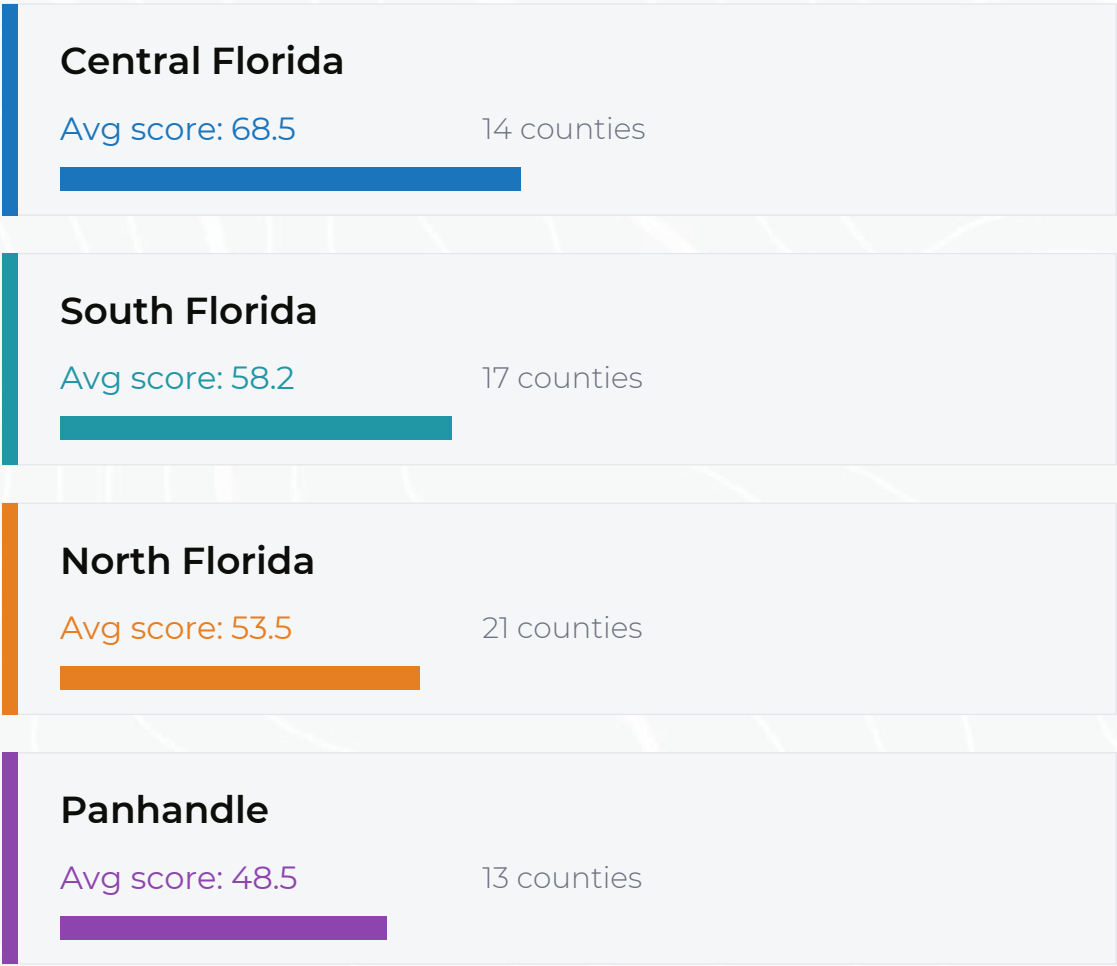 Central Florida
Avg score: 68.5 14 counties
South Florida
Avg score: 58.2 17 counties
North Florida
Avg score: 53.5 21 counties
Panhandle
Avg score: 48.5 13 counties